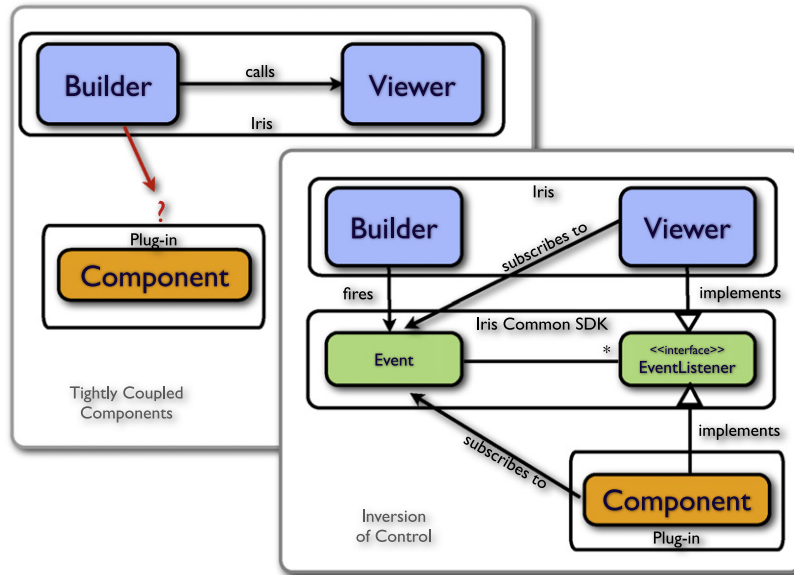 Builder
calls
Viewer
Iris
?
Plug-in
Component
Tightly Coupled
Components
Iris
Builder
Viewer
subscribes to
fires
implements
Iris Common SDK
Event
*
<<interface>>
EventListener
subscribes to
implements
Component
Plug-in
Inversion
of Control